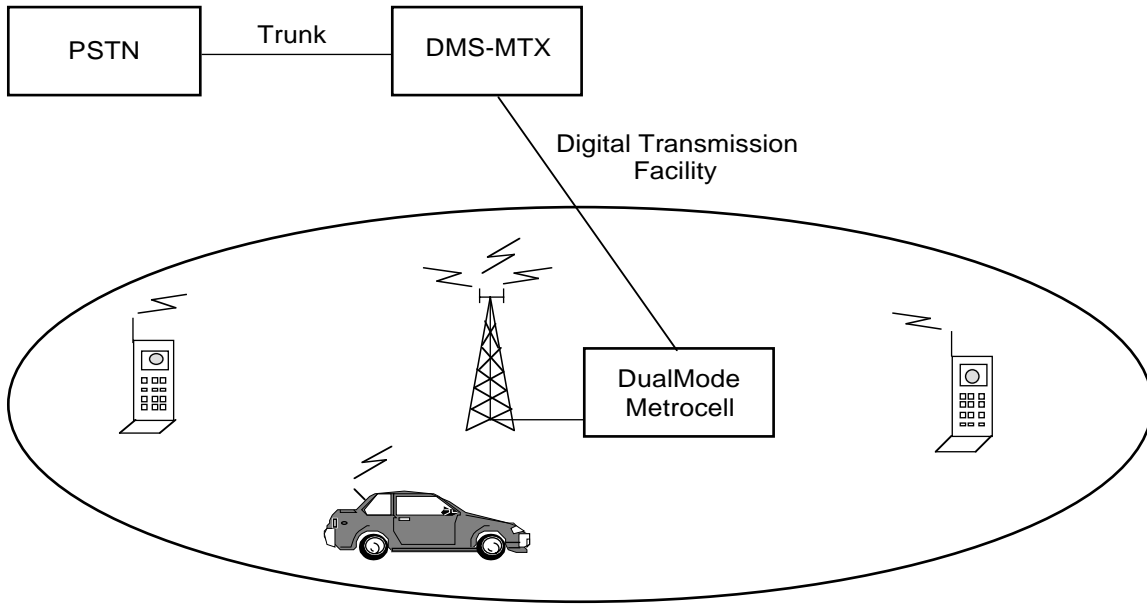 PSTN
Trunk
DMS-MTX
Digital Transmission
Facility
DualMode
Metrocell